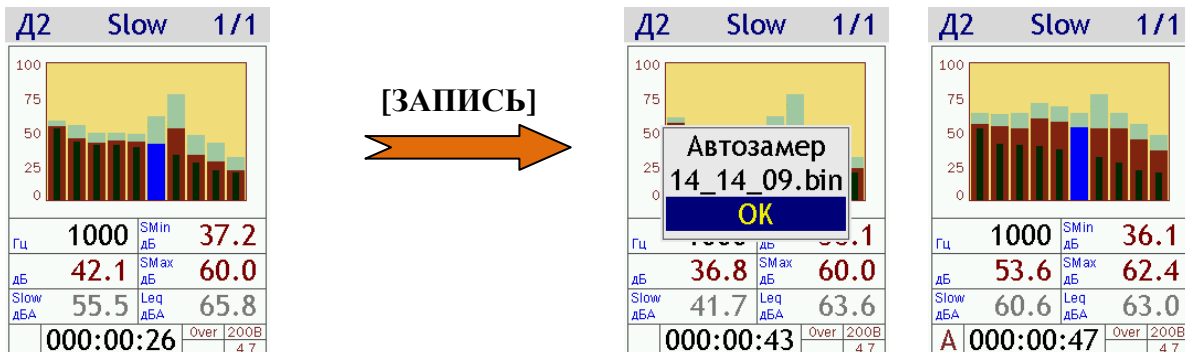 Д2 Slow 1/1
100
75
50
25
0
Гц 1000 SMin дБ 37.2
дБ 42.1 SMax дБ 60.0
Slow дБА 55.5 Leq дБА 65.8
000:00:26 Over 200В 4.7
[ЗАПИСЬ]
Д2 Slow 1/1
100
75
50
25
0
Автозамер
14_14_09.bin
OK
Гц
дБ 36.8 SMax дБ 60.0
Slow дБА 41.7 Leq дБА 63.6
000:00:43 Over 200В 4.7
Д2 Slow 1/1
100
75
50
25
0
Гц 1000 SMin дБ 36.1
дБ 53.6 SMax дБ 62.4
Slow дБА 60.6 Leq дБА 63.0
А 000:00:47 Over 200В 4.7